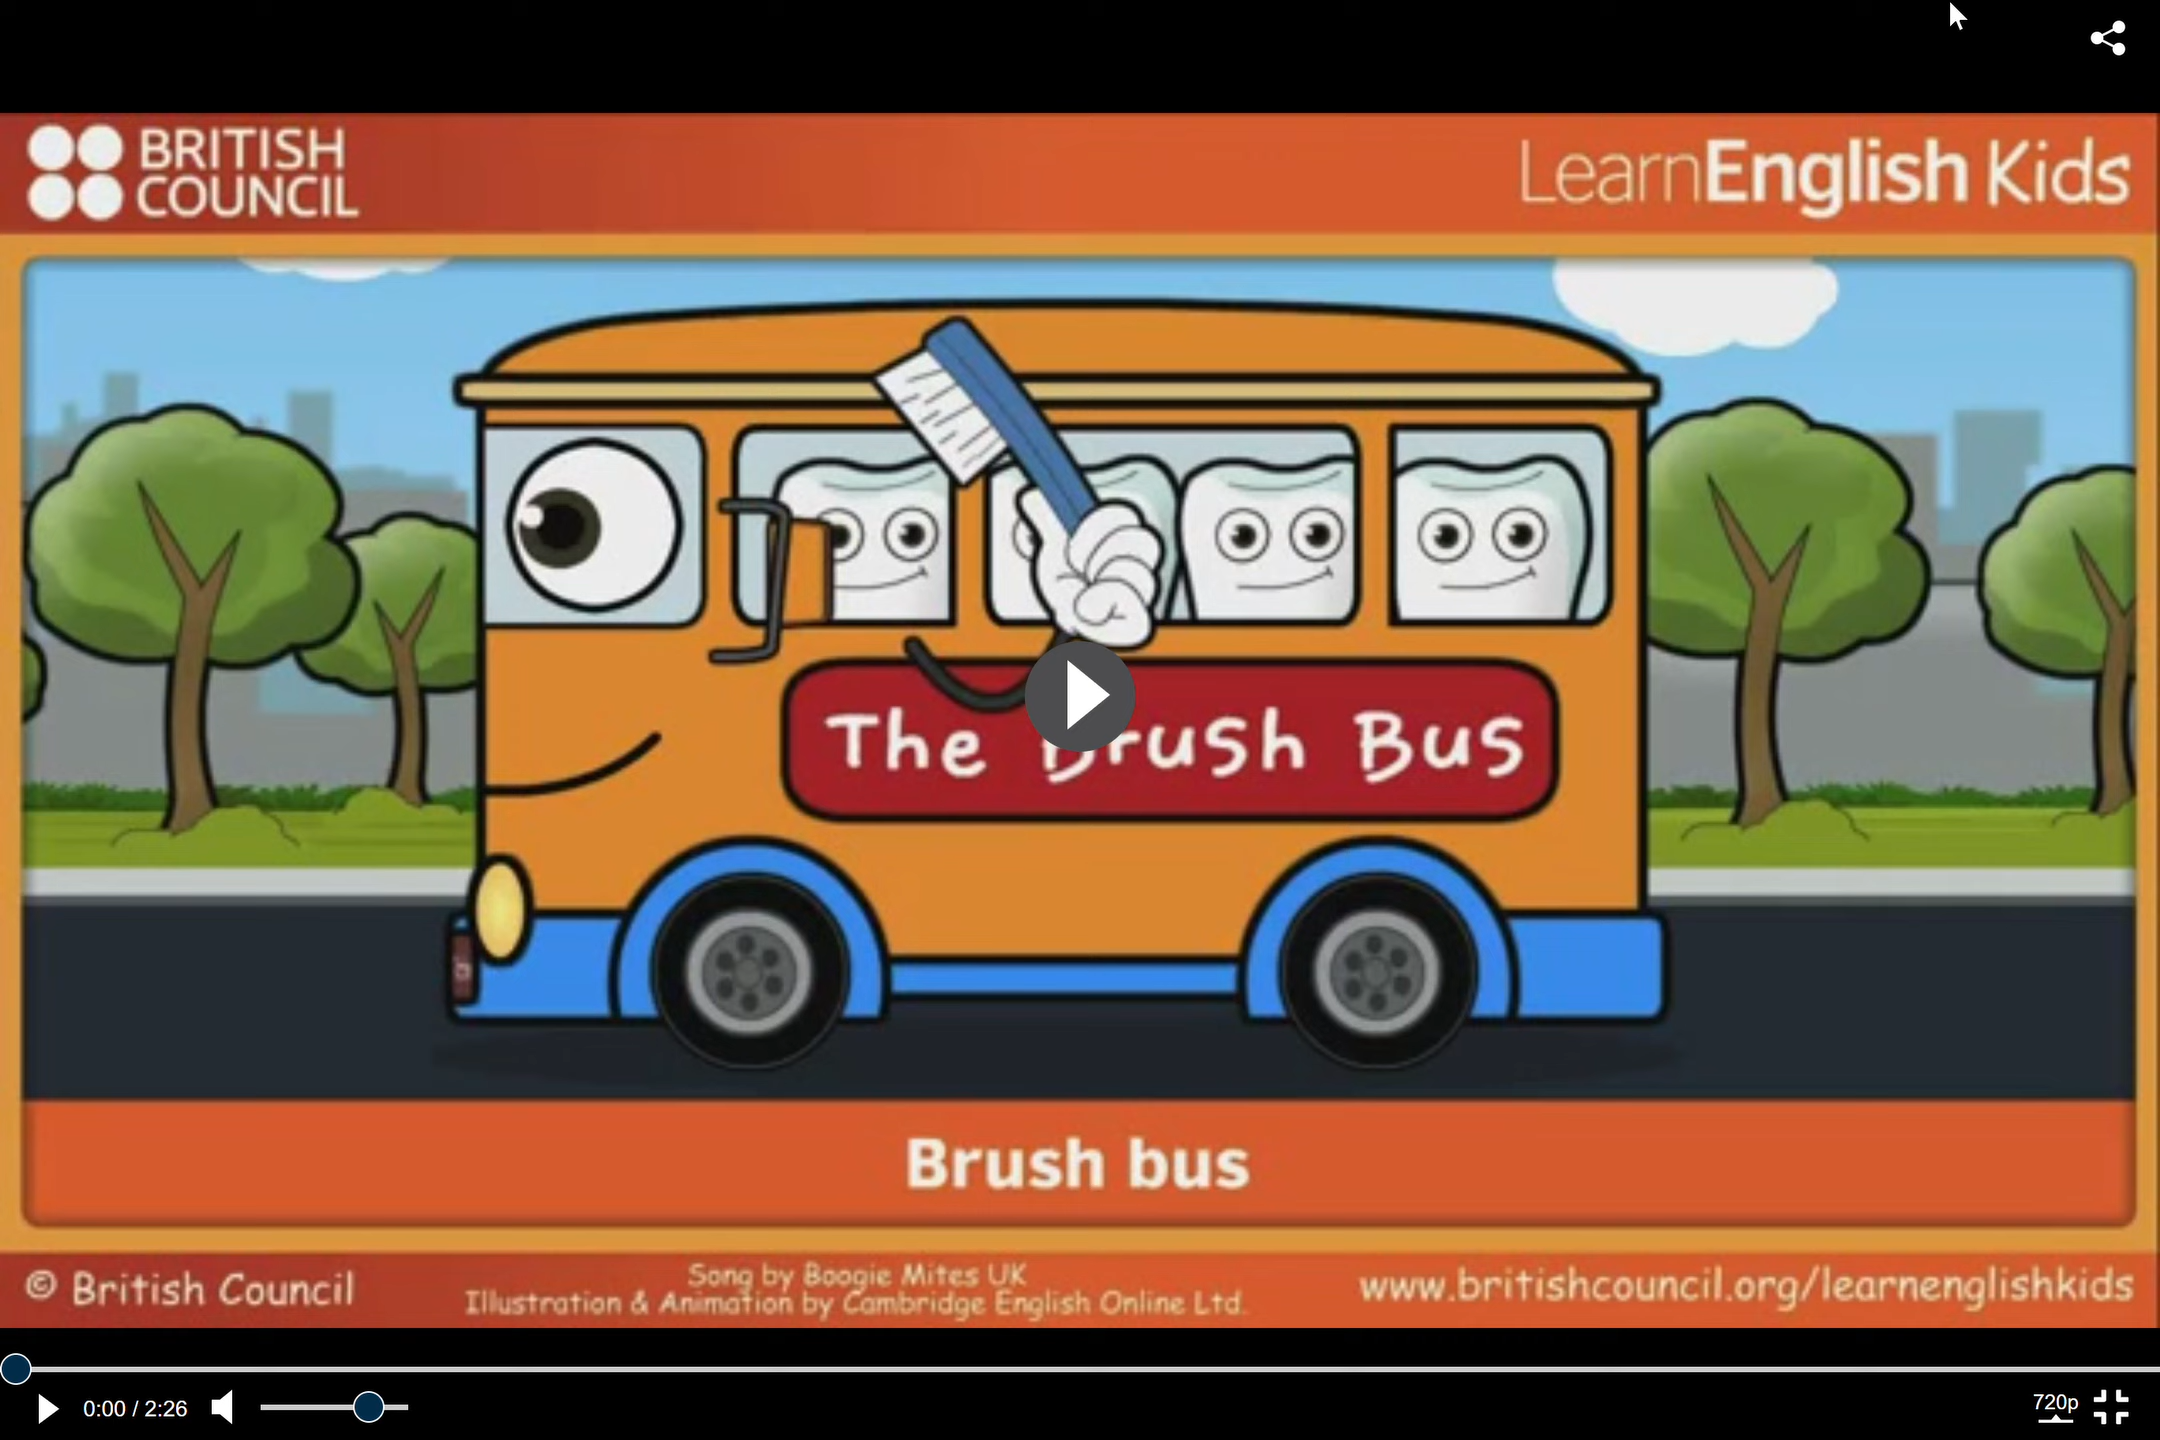 BRITISH
COUNCIL
LearnEnglish Kids
The Brush Bus
Brush bus
© British Council
Song by Boogie Mites UK
Illustration & Animation by Cambridge English Online Ltd.
www.britishcouncil.org/learnenglishkids
0:00 / 2:26
720p